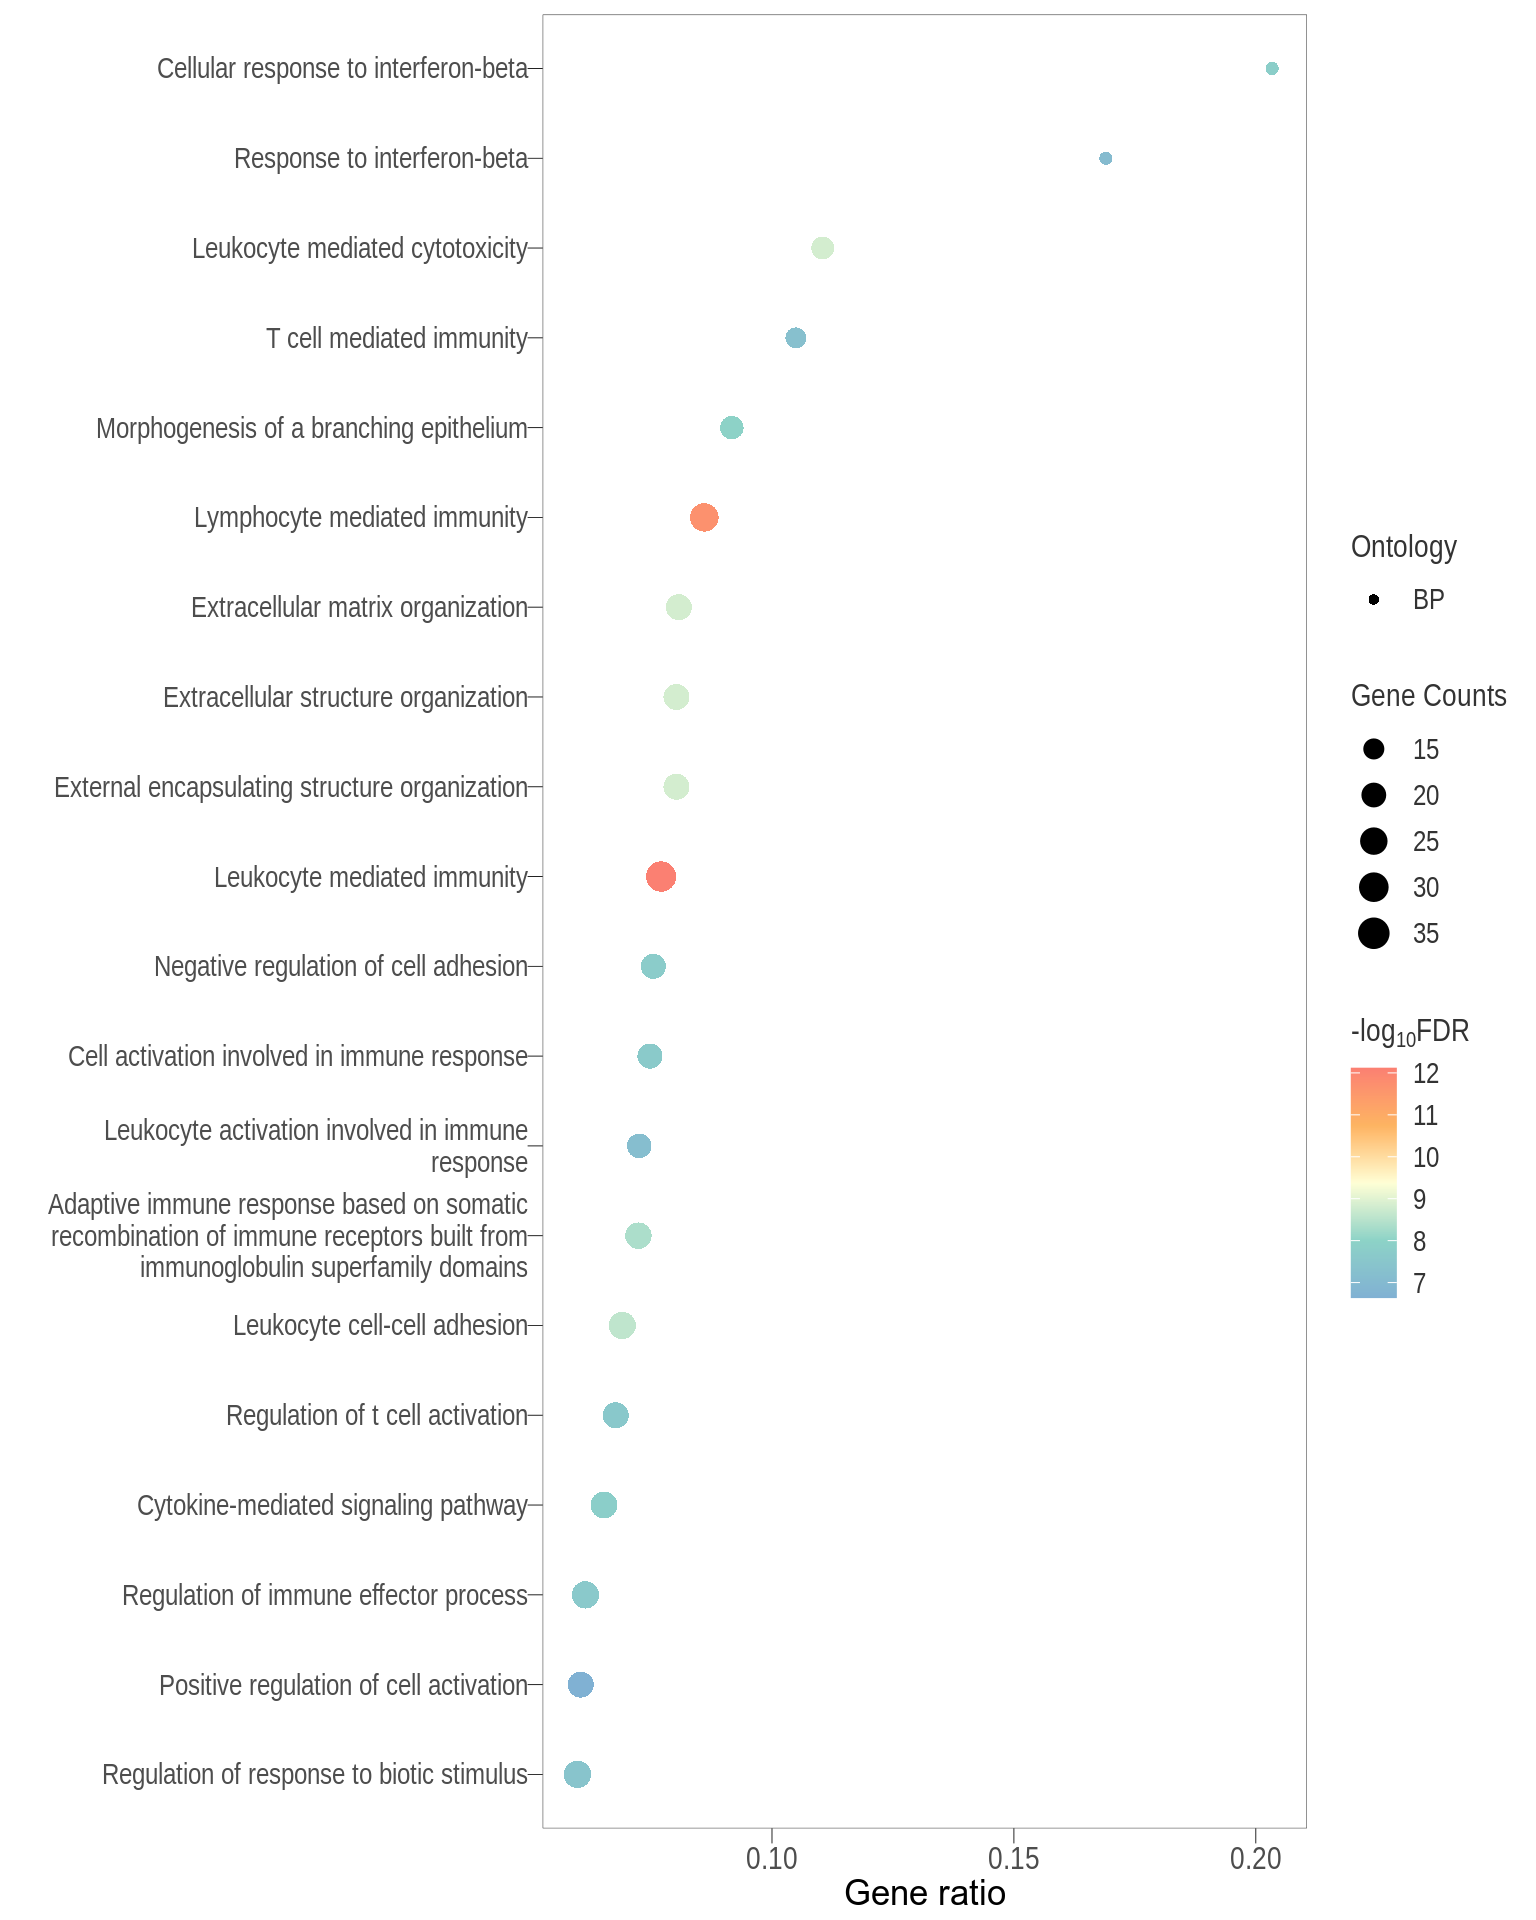 Cellular response to interferon-beta
Response to interferon-beta
Leukocyte mediated cytotoxicity
T cell mediated immunity
Morphogenesis of a branching epithelium
Lymphocyte mediated immunity
Extracellular matrix organization
Extracellular structure organization
External encapsulating structure organization
Leukocyte mediated immunity
Negative regulation of cell adhesion
Cell activation involved in immune response
Leukocyte activation involved in immune
response
Adaptive immune response based on somatic
recombination of immune receptors built from
immunoglobulin superfamily domains
Leukocyte cell-cell adhesion
Regulation of t cell activation
Cytokine-mediated signaling pathway
Regulation of immune effector process
Positive regulation of cell activation
Regulation of response to biotic stimulus
0.10 0.15 0.20
Gene ratio
Ontology
BP
Gene Counts
15
20
25
30
35
-log₁₀FDR
12
11
10
9
8
7